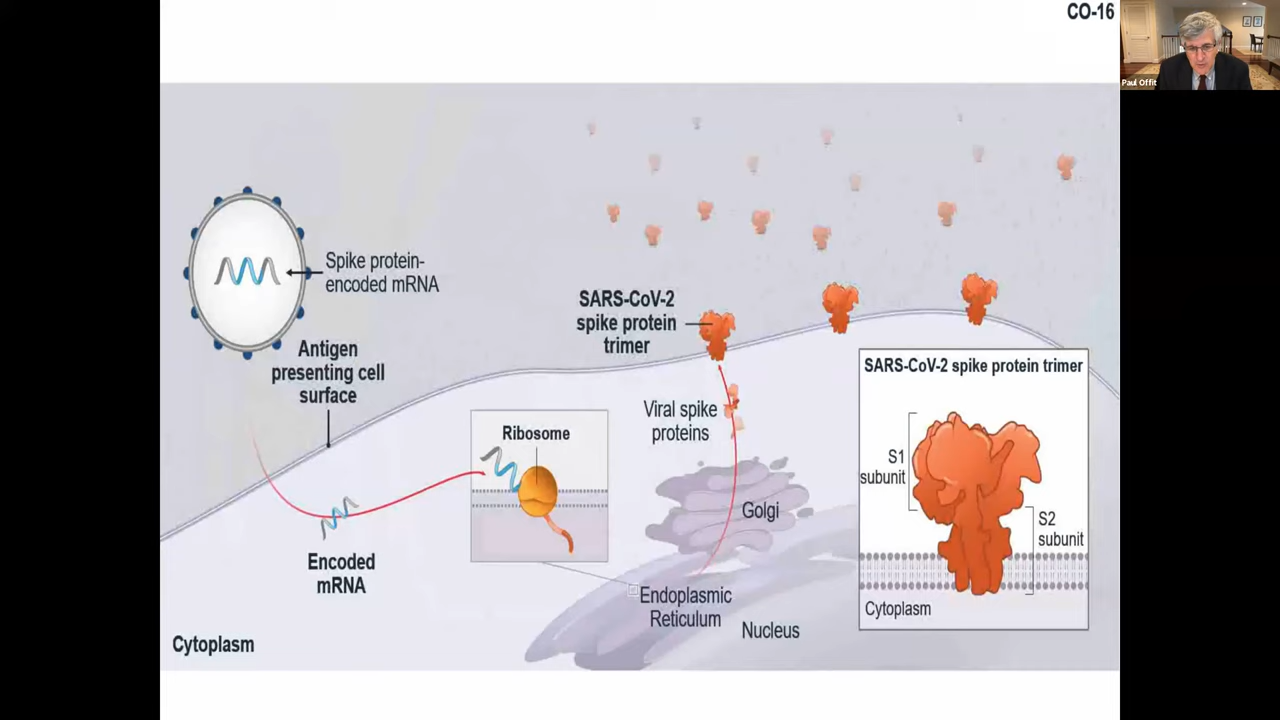 CO-16
Paul Offit
Spike protein-
encoded mRNA
Antigen
presenting cell
surface
SARS-CoV-2
spike protein
trimer
Viral spike
proteins
Ribosome
Golgi
Encoded
mRNA
Endoplasmic
Reticulum
Nucleus
Cytoplasm
SARS-CoV-2 spike protein trimer
S1
subunit
S2
subunit
Cytoplasm